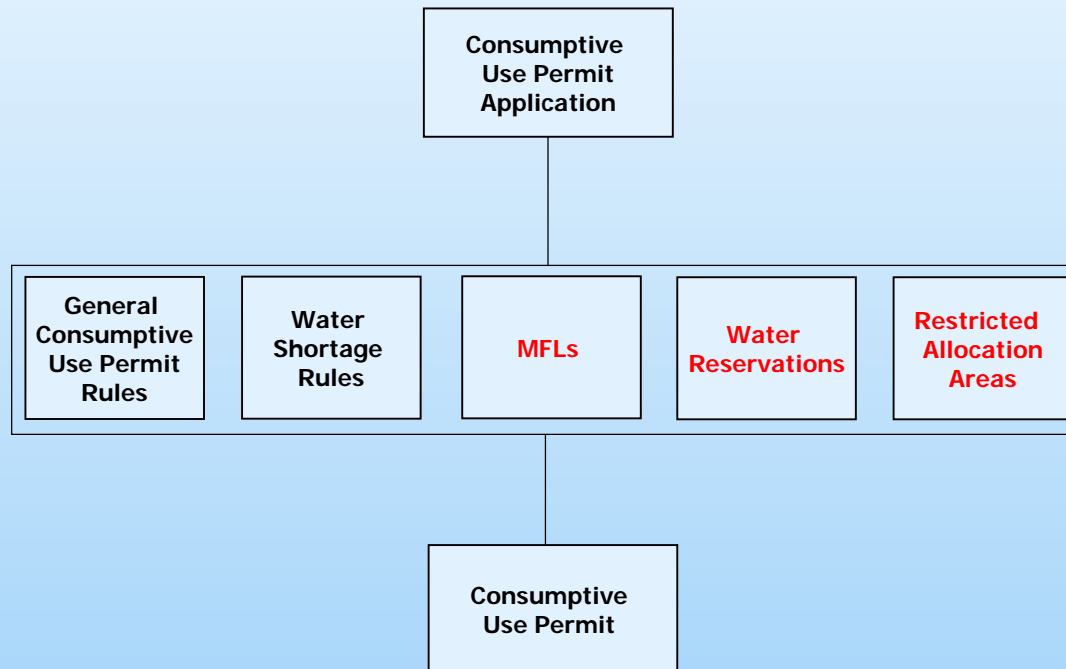 Consumptive
Use Permit
Application
General
Consumptive
Use Permit
Rules
Water
Shortage
Rules
MFLs
Water
Reservations
Restricted
Allocation
Areas
Consumptive
Use Permit